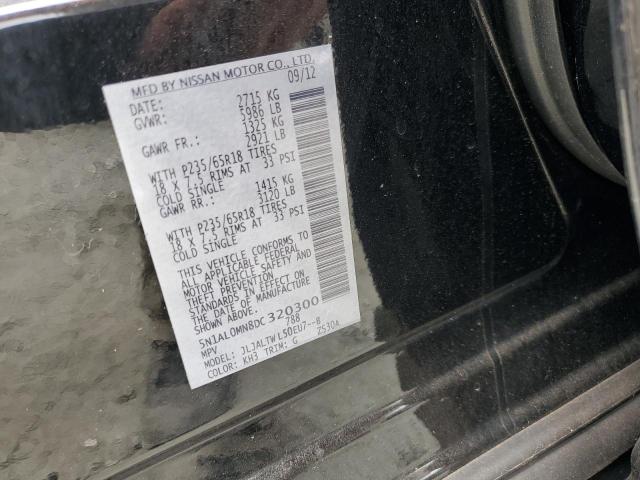 MFD BY NISSAN MOTOR CO., LTD.
DATE: 09/12
GVWR: 2715 KG
5986 LB
GAWR FR.: 1325 KG
2921 LB
WITH P235/65R18 TIRES
18 X 7.5 RIMS AT 33 PSI
COLD SINGLE
GAWR RR.: 1415 KG
3120 LB
WITH P235/65R18 TIRES
18 X 7.5 RIMS AT 33 PSI
COLD SINGLE
THIS VEHICLE CONFORMS TO
ALL APPLICABLE FEDERAL
MOTOR VEHICLE SAFETY AND
THEFT PREVENTION
STANDARDS IN EFFECT ON
THE DATE OF MANUFACTURE
SHOWN ABOVE.
5N1AL0MN8DC320300
MPV 788
MODEL: JLJALTWL50EU7--B
COLOR: KH3 TRIM: G ZS30A